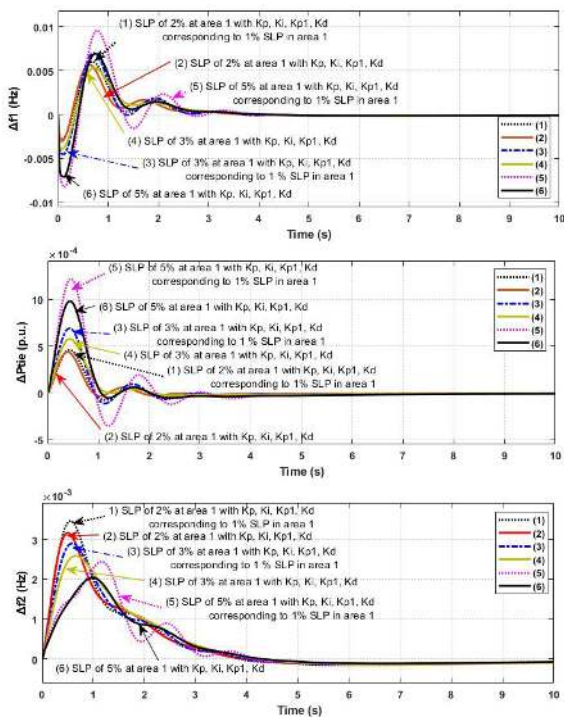 0.01
(1) SLP of 2% at area 1 with Kp, Ki, Kp1, Kd
corresponding to 1% SLP in area 1
(2) SLP of 2% at area 1 with Kp, Ki, Kp1, Kd
0.005
(5) SLP of 5% at area 1 with Kp, Ki, Kp1, Kd
corresponding to 1% SLP in area 1
Δf1 (Hz)
0
(4) SLP of 3% at area 1 with Kp, Ki, Kp1, Kd
(3) SLP of 3% at area 1 with Kp, Ki, Kp1, Kd
corresponding to 1 % SLP in area 1
-0.005
(6) SLP of 5% at area 1 with Kp, Ki, Kp1, Kd
-0.01
(1)
(2)
(3)
(4)
(5)
(6)
0 1 2 3 4 5 6 7 8 9 10
Time (s)
×10-4
(5) SLP of 5% at area 1 with Kp, Ki, Kp1, Kd
corresponding to 1% SLP in area 1
10
(6) SLP of 5% at area 1 with Kp, Ki, Kp1, Kd
(3) SLP of 3% at area 1 with Kp, Ki, Kp1, Kd
corresponding to 1 % SLP in area 1
5
(4) SLP of 3% at area 1 with Kp, Ki, Kp1, Kd
(1) SLP of 2% at area 1 with Kp, Ki, Kp1, Kd
corresponding to 1% SLP in area 1
ΔPtie (p.u.)
0
(2) SLP of 2% at area 1 with Kp, Ki, Kp1, Kd
-5
(1)
(2)
(3)
(4)
(5)
(6)
0 1 2 3 4 5 6 7 8 9 10
Time (s)
×10-3
1) SLP of 2% at area 1 with Kp, Ki, Kp1, Kd
corresponding to 1% SLP in area 1
3
(2) SLP of 2% at area 1 with Kp, Ki, Kp1, Kd
(3) SLP of 3% at area 1 with Kp, Ki, Kp1, Kd
corresponding to 1 % SLP in area 1
2
(4) SLP of 3% at area 1 with Kp, Ki, Kp1, Kd
(5) SLP of 5% at area 1 with Kp, Ki, Kp1, Kd
corresponding to 1% SLP in area 1
Δf2 (Hz)
1
0
(6) SLP of 5% at area 1 with Kp, Ki, Kp1, Kd
(1)
(2)
(3)
(4)
(5)
(6)
0 1 2 3 4 5 6 7 8 9 10
Time (s)